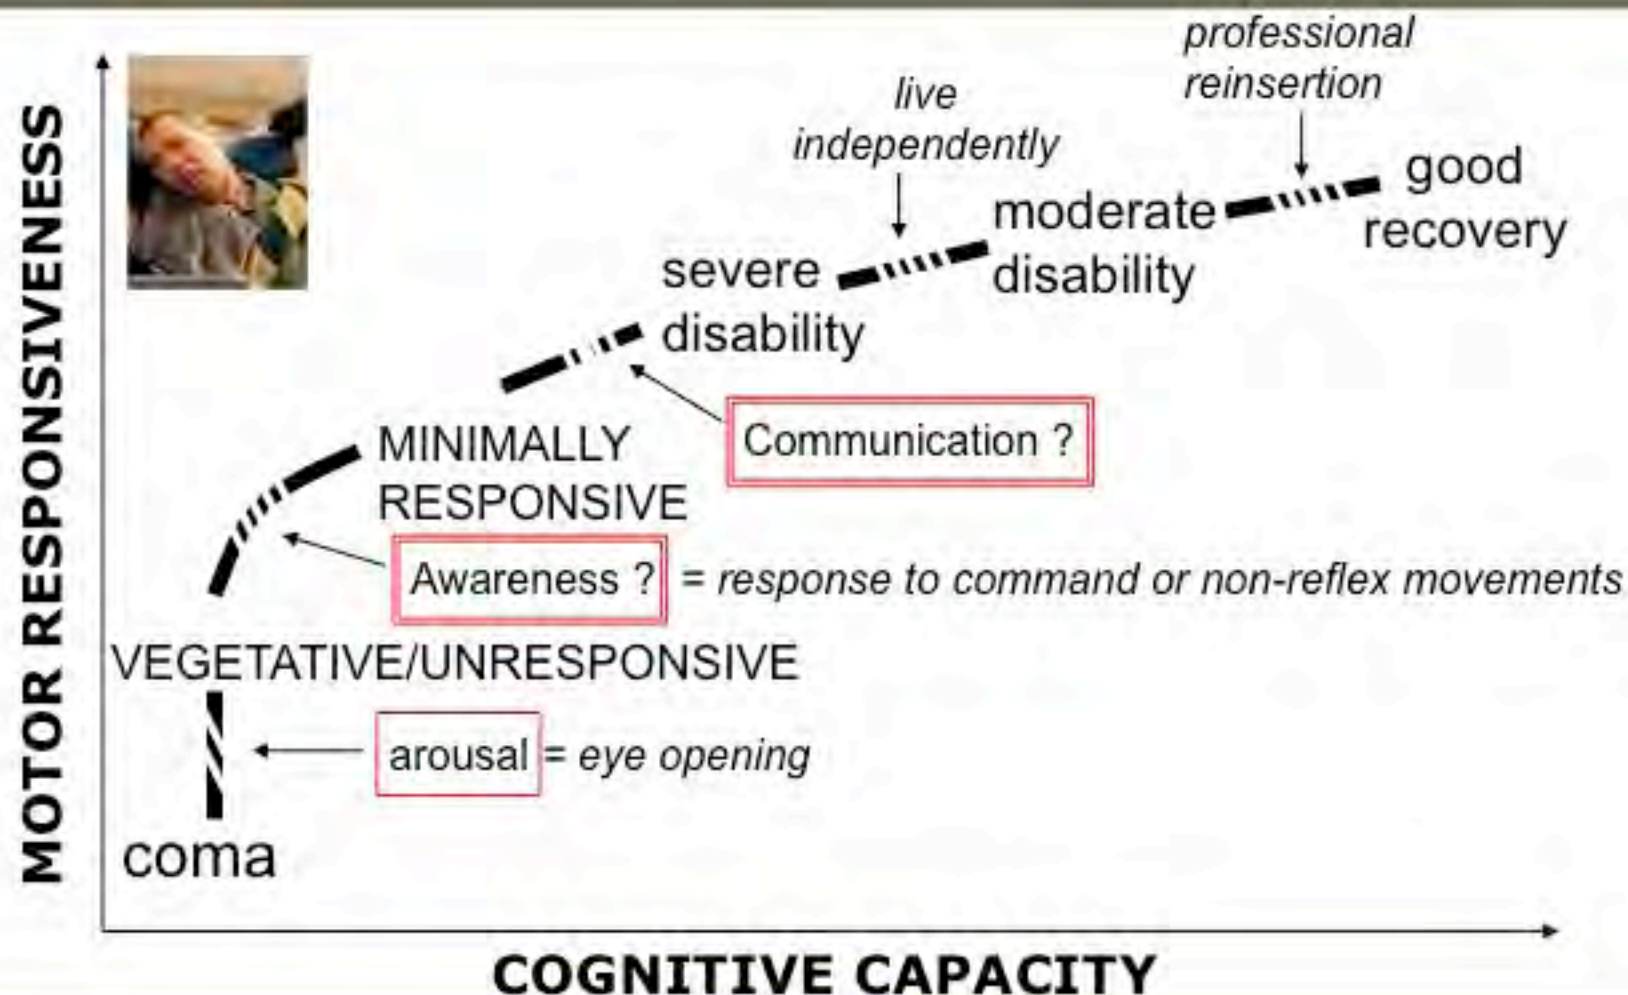 professional
reinsertion
live
independently
good
recovery
moderate
disability
severe
disability
Communication ?
MINIMALLY
RESPONSIVE
Awareness ? = response to command or non-reflex movements
VEGETATIVE/UNRESPONSIVE
arousal = eye opening
coma
MOTOR RESPONSIVENESS
COGNITIVE CAPACITY